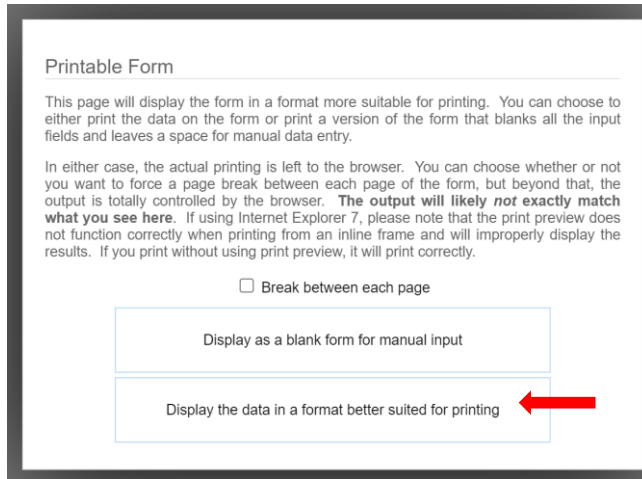 Printable Form
This page will display the form in a format more suitable for printing. You can choose to
either print the data on the form or print a version of the form that blanks all the input
fields and leaves a space for manual data entry.
In either case, the actual printing is left to the browser. You can choose whether or not
you want to force a page break between each page of the form, but beyond that, the
output is totally controlled by the browser. The output will likely not exactly match
what you see here. If using Internet Explorer 7, please note that the print preview does
not function correctly when printing from an inline frame and will improperly display the
results. If you print without using print preview, it will print correctly.
Break between each page
Display as a blank form for manual input
Display the data in a format better suited for printing